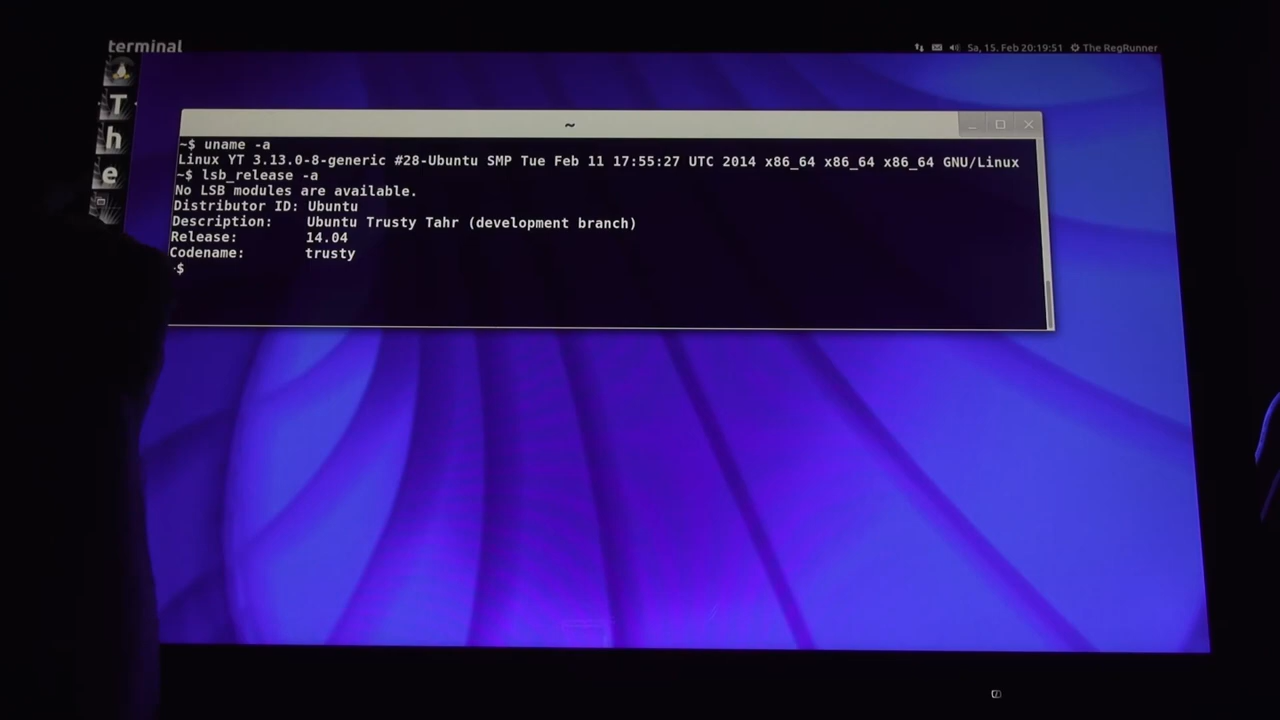 terminal
Sa, 15. Feb 20:19:51 The RegRunner
T
h
e
~
~$ uname -a
Linux YT 3.13.0-8-generic #28-Ubuntu SMP Tue Feb 11 17:55:27 UTC 2014 x86_64 x86_64 x86_64 GNU/Linux
~$ lsb_release -a
No LSB modules are available.
Distributor ID: Ubuntu
Description: Ubuntu Trusty Tahr (development branch)
Release: 14.04
Codename: trusty
~$